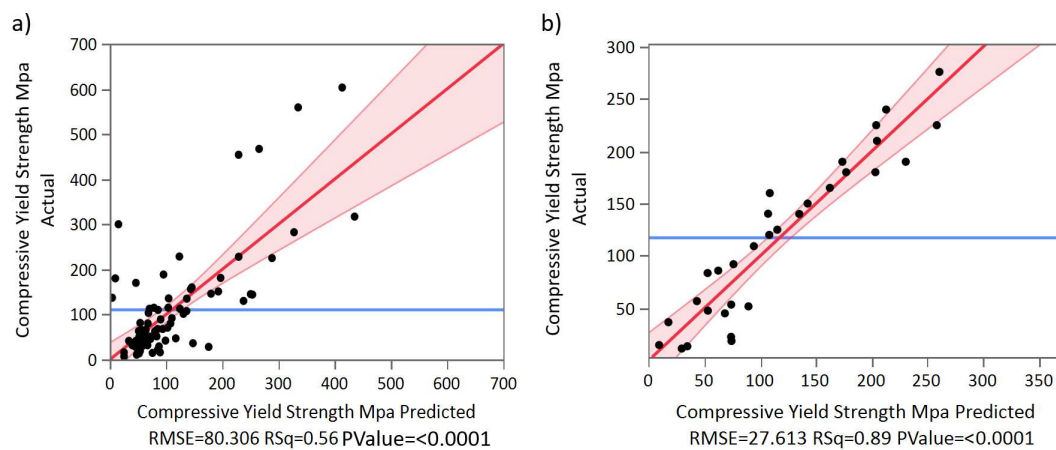 a)
700
600
500
400
300
200
100
0
Compressive Yield Strength Mpa
Actual
0 100 200 300 400 500 600 700
Compressive Yield Strength Mpa Predicted
RMSE=80.306 RSq=0.56 PValue=<0.0001
b)
300
250
200
150
100
50
Compressive Yield Strength Mpa
Actual
0 50 100 150 200 250 300 350
Compressive Yield Strength Mpa Predicted
RMSE=27.613 RSq=0.89 PValue=<0.0001